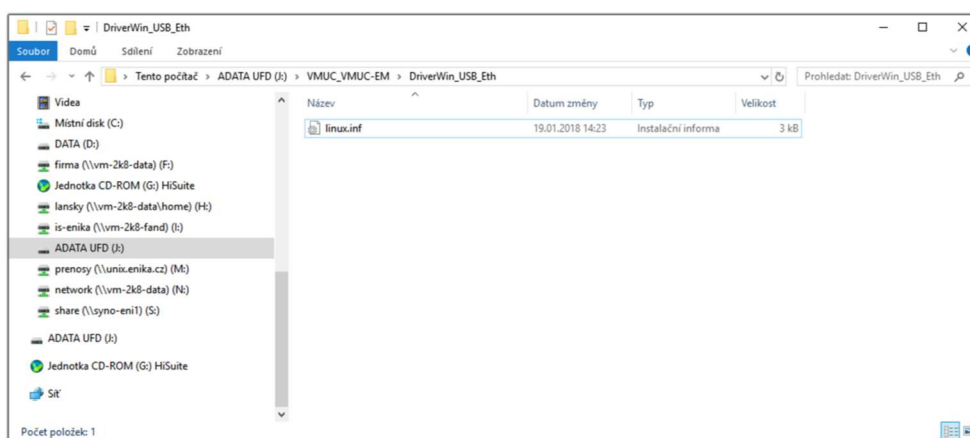 DriverWin_USB_Eth
Soubor Domů Sdílení Zobrazení
Tento počítač > ADATA UFD (J:) > VMUC_VMUC-EM > DriverWin_USB_Eth
Prohledat: DriverWin_USB_Eth
Videa
Místní disk (C:)
DATA (D:)
firma (\\vm-2k8-data) (F:)
Jednotka CD-ROM (G:) HiSuite
lansky (\\vm-2k8-data\home) (H:)
is-enika (\\vm-2k8-fand) (I:)
ADATA UFD (J:)
prenosy (\\unix.enika.cz) (M:)
network (\\vm-2k8-data) (N:)
share (\\syno-eni1) (S:)
ADATA UFD (J:)
Jednotka CD-ROM (G:) HiSuite
Síť
Název Datum změny Typ Velikost
linux.inf 19.01.2018 14:23 Instalační informa 3 kB
Počet položek: 1